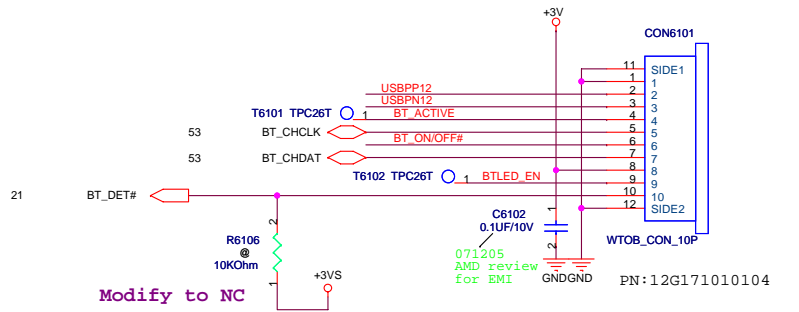 +3V
CON6101
11 SIDE1
1 1
USBPP12 2 2
USBPN12 3 3
T6101 TPC26T 1 BT_ACTIVE 4 4
53 BT_CHCLK 5 5
BT_ON/OFF# 6 6
53 BT_CHDAT 7 7
8 8
T6102 TPC26T 1 BTLED_EN 9 9
21 BT_DET# 10 10
12 SIDE2
1
C6102
0.1UF/10V
2
WTOB_CON_10P
2
R6106
@
10KOhm
1
071205
AMD review
for EMI
GND GND
PN:12G171010104
+3VS
Modify to NC